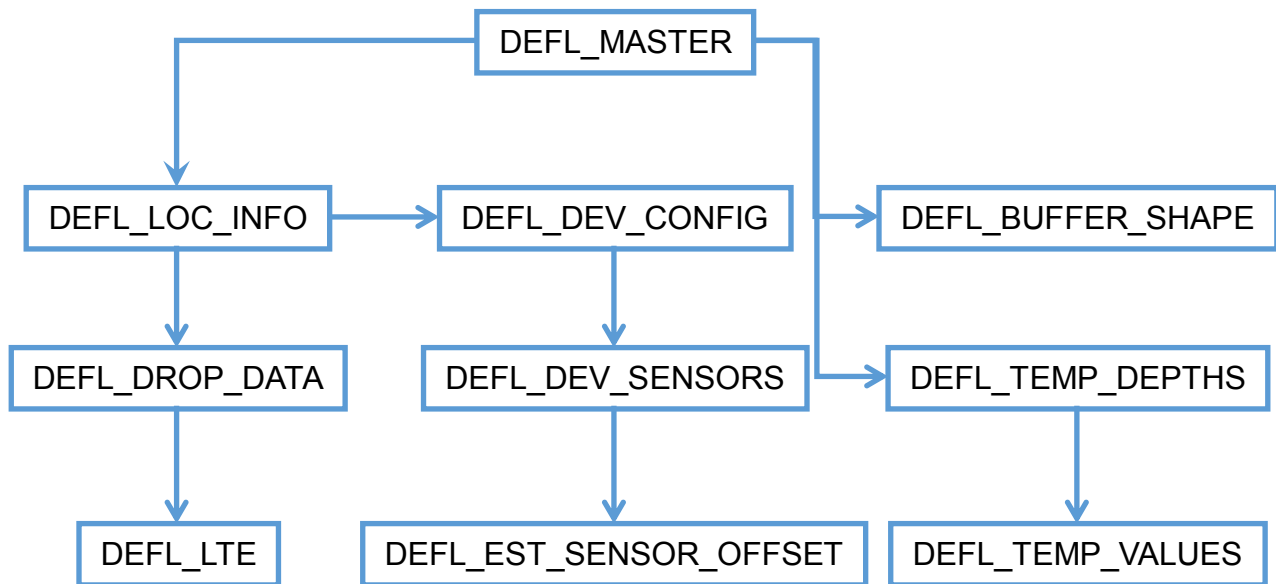 DEFL_MASTER
DEFL_LOC_INFO
DEFL_DEV_CONFIG
DEFL_BUFFER_SHAPE
DEFL_DROP_DATA
DEFL_DEV_SENSORS
DEFL_TEMP_DEPTHS
DEFL_LTE
DEFL_EST_SENSOR_OFFSET
DEFL_TEMP_VALUES